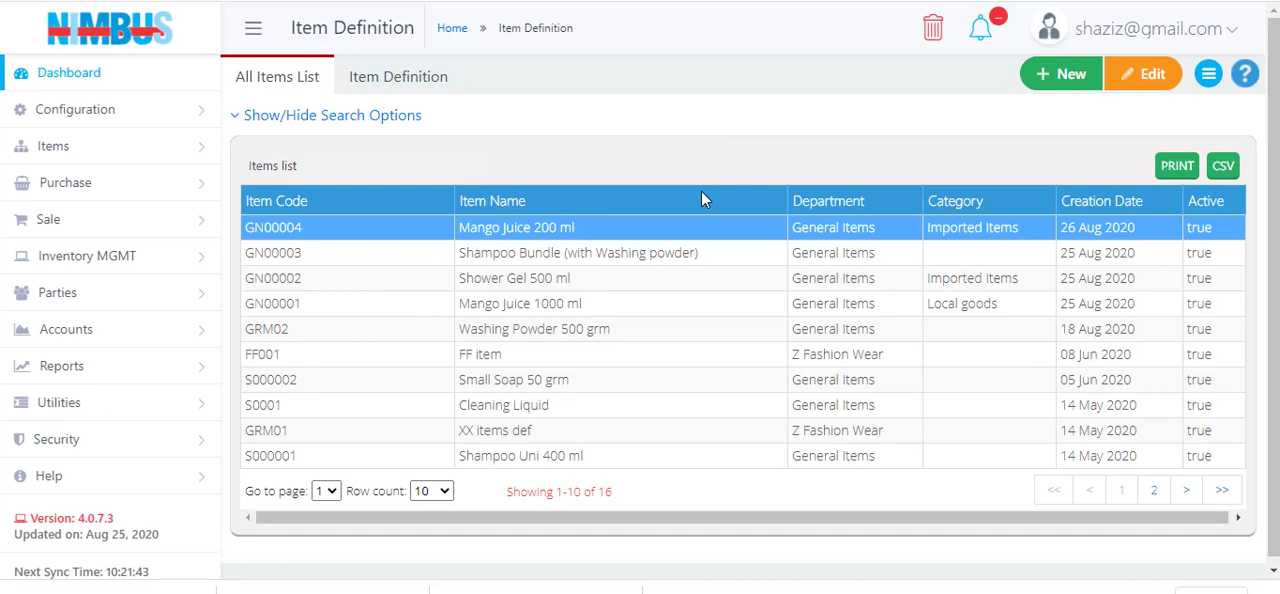 NIMBUS
Item Definition
Home » Item Definition
shaziz@gmail.com
Dashboard
Configuration
Items
Purchase
Sale
Inventory MGMT
Parties
Accounts
Reports
Utilities
Security
Help
Version: 4.0.7.3
Updated on: Aug 25, 2020
Next Sync Time: 10:21:43
All Items List Item Definition
+ New Edit ?
Show/Hide Search Options
Items list PRINT CSV
Item Code Item Name Department Category Creation Date Active
GN00004 Mango Juice 200 ml General Items Imported Items 26 Aug 2020 true
GN00003 Shampoo Bundle (with Washing powder) General Items 25 Aug 2020 true
GN00002 Shower Gel 500 ml General Items Imported Items 25 Aug 2020 true
GN00001 Mango Juice 1000 ml General Items Local goods 25 Aug 2020 true
GRM02 Washing Powder 500 grm General Items 18 Aug 2020 true
FF001 FF item Z Fashion Wear 08 Jun 2020 true
S000002 Small Soap 50 grm General Items 05 Jun 2020 true
S0001 Cleaning Liquid General Items 14 May 2020 true
GRM01 XX items def Z Fashion Wear 14 May 2020 true
S000001 Shampoo Uni 400 ml General Items 14 May 2020 true
Go to page: 1 Row count: 10 Showing 1-10 of 16 << < 1 2 > >>